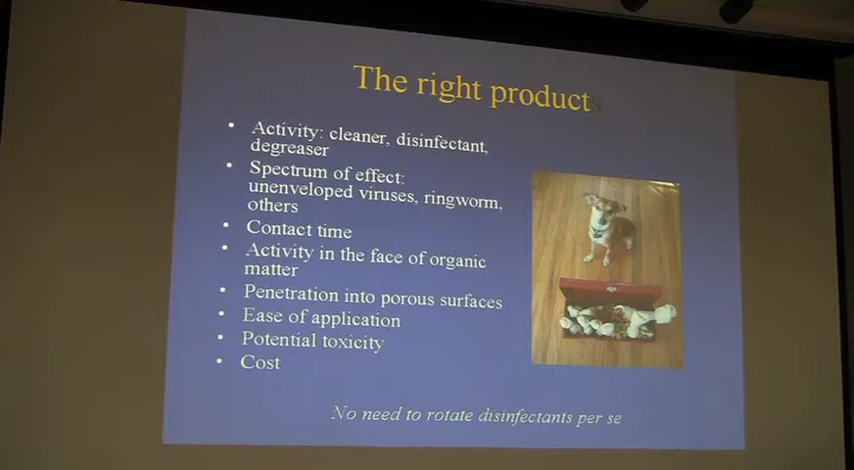 The right products
• Activity: cleaner, disinfectant,
degreaser
• Spectrum of effect:
unenveloped viruses, ringworm,
others
• Contact time
• Activity in the face of organic
matter
• Penetration into porous surfaces
• Ease of application
• Potential toxicity
• Cost
No need to rotate disinfectants per se